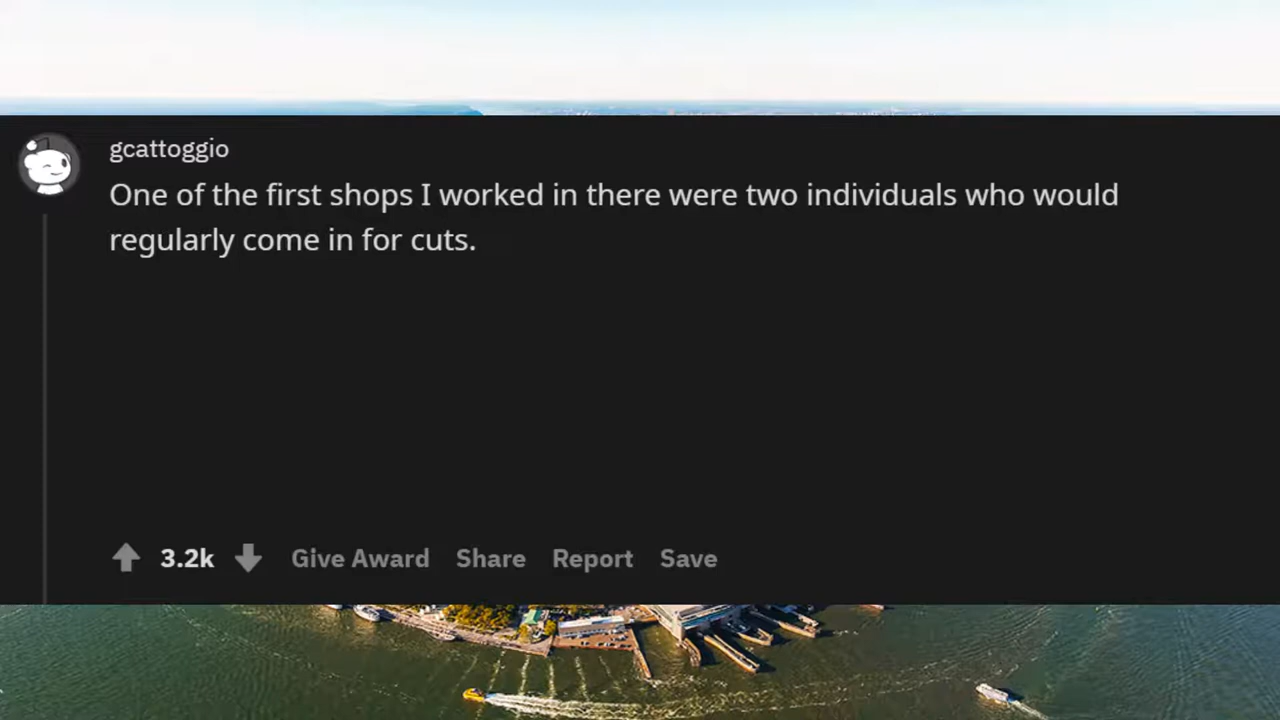 gcattoggio
One of the first shops I worked in there were two individuals who would
regularly come in for cuts.
3.2k Give Award Share Report Save